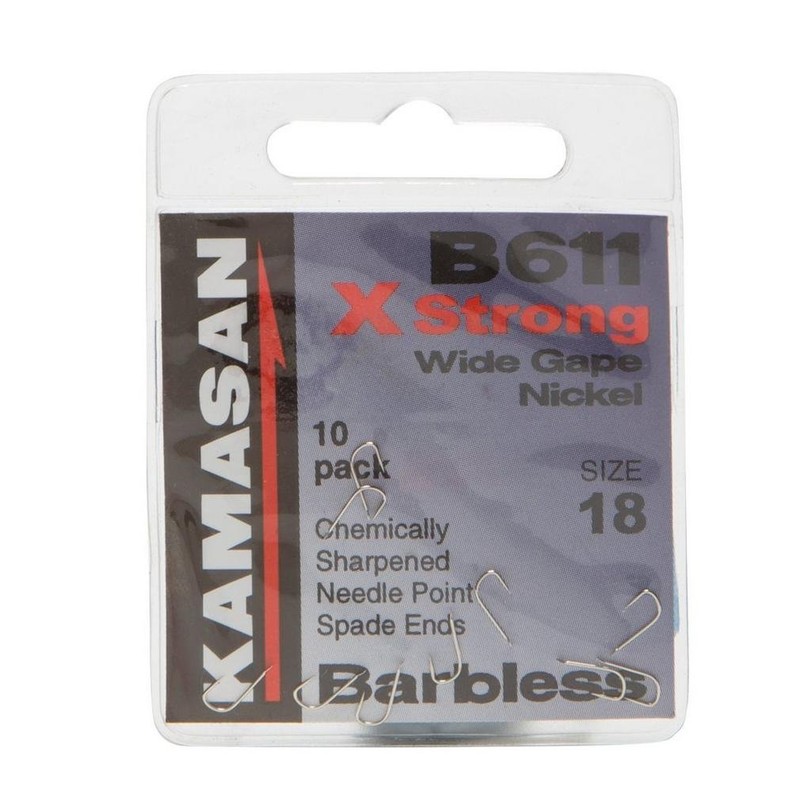 KAMASAN
B611
X Strong
Wide Gape
Nickel
10
pack
SIZE
18
Chemically
Sharpened
Needle Point
Spade Ends
Barbless